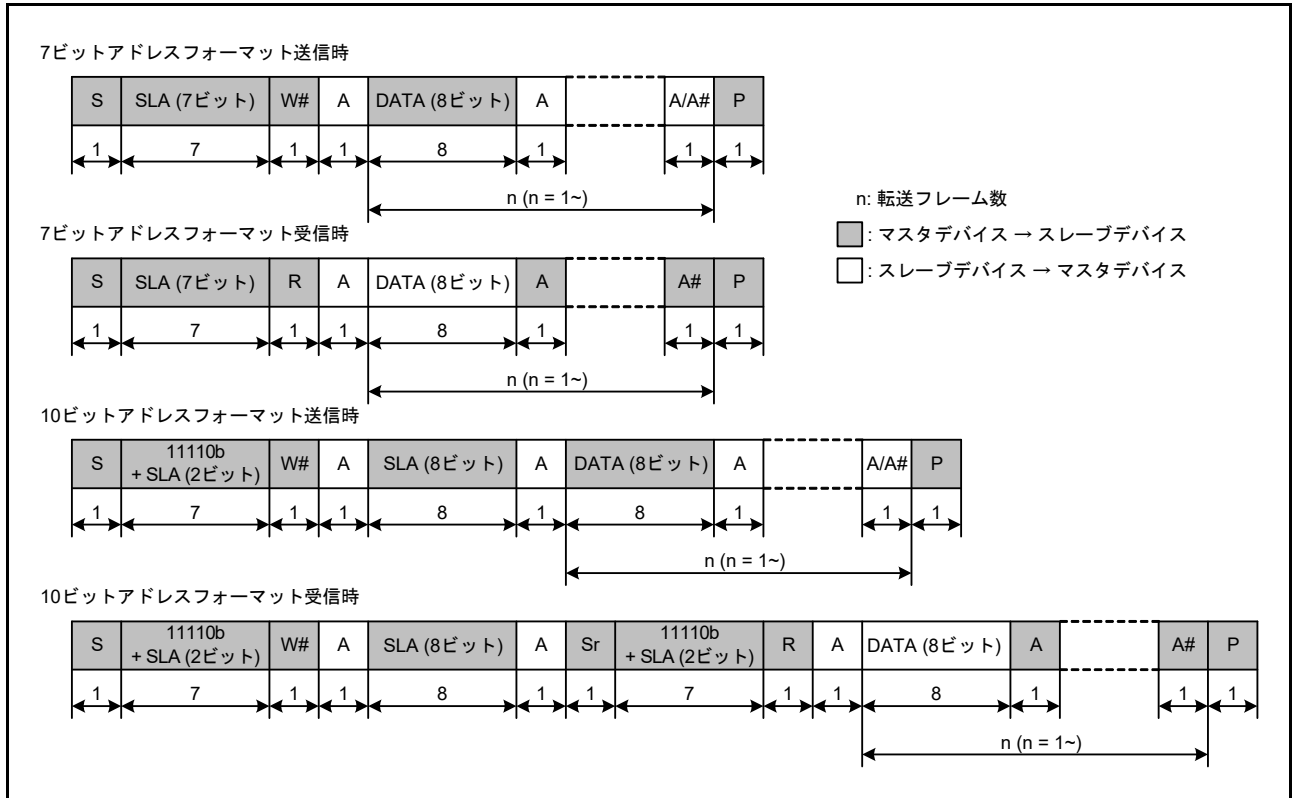 7ビットアドレスフォーマット送信時
S SLA (7ビット) W# A DATA (8ビット) A A/A# P
1 7 1 1 8 1 1 1
n (n = 1~)
n: 転送フレーム数
: マスタデバイス → スレーブデバイス
: スレーブデバイス → マスタデバイス
7ビットアドレスフォーマット受信時
S SLA (7ビット) R A DATA (8ビット) A A# P
1 7 1 1 8 1 1 1
n (n = 1~)
10ビットアドレスフォーマット送信時
S 11110b + SLA (2ビット) W# A SLA (8ビット) A DATA (8ビット) A A/A# P
1 7 1 1 8 1 8 1 1 1
n (n = 1~)
10ビットアドレスフォーマット受信時
S 11110b + SLA (2ビット) W# A SLA (8ビット) A Sr 11110b + SLA (2ビット) R A DATA (8ビット) A A# P
1 7 1 1 8 1 1 7 1 1 8 1 1 1
n (n = 1~)